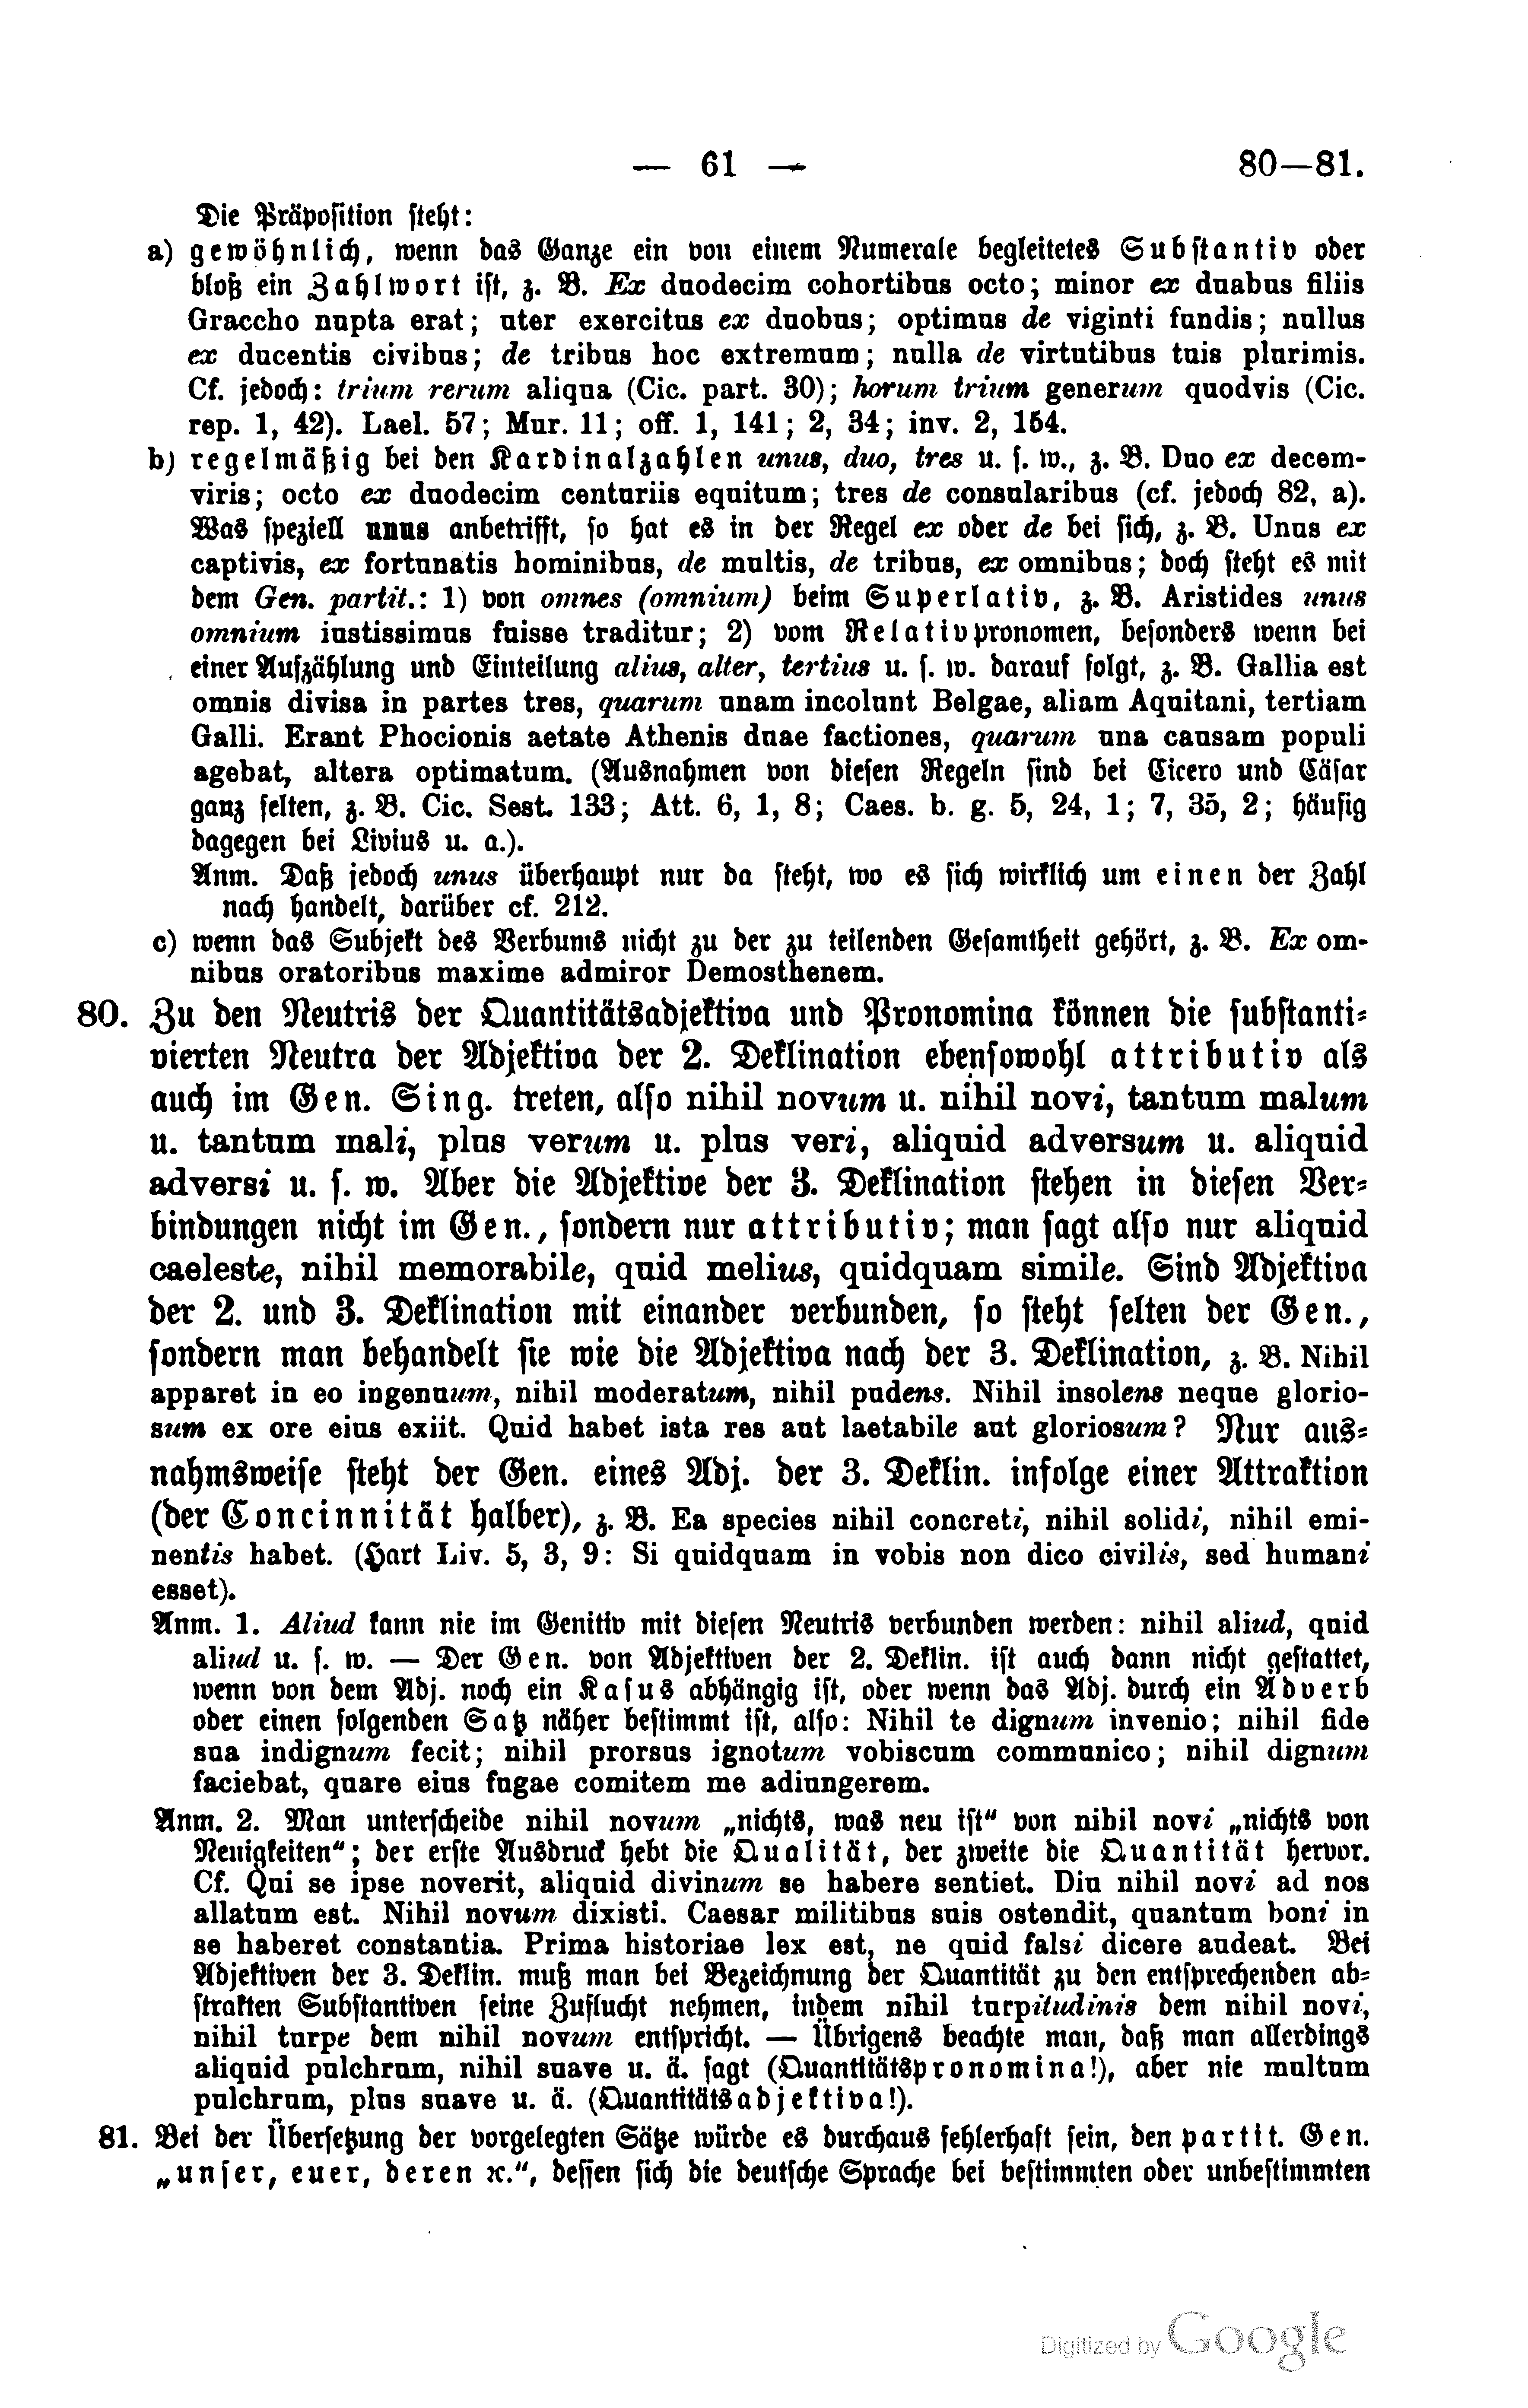 — 61 — 80—81.
Die Präposition steht:
a) gewöhnlich, wenn das Ganze ein von einem Numerale begleitetes Substantiv oder
bloß ein Zahlwort ist, z. B. Ex duodecim cohortibus octo; minor ex duabus filiis
Graccho nupta erat; uter exercitus ex duobus; optimus de viginti fundis; nullus
ex ducentis civibus; de tribus hoc extremum; nulla de virtutibus tuis plurimis.
Cf. jedoch: trium rerum aliqua (Cic. part. 30); horum trium generum quodvis (Cic.
rep. 1, 42). Lael. 57; Mur. 11; off. 1, 141; 2, 34; inv. 2, 154.
b) regelmäßig bei den Kardinalzahlen unus, duo, tres u. s. w., z. B. Duo ex decem-
viris; octo ex duodecim centuriis equitum; tres de consularibus (cf. jedoch 82, a).
Was speziell unus anbetrifft, so hat es in der Regel ex oder de bei sich, z. B. Unus ex
captivis, ex fortunatis hominibus, de multis, de tribus, ex omnibus; doch steht es mit
dem Gen. partit.: 1) von omnes (omnium) beim Superlativ, z. B. Aristides unus
omnium iustissimus fuisse traditur; 2) vom Relativpronomen, besonders wenn bei
einer Aufzählung und Einteilung alius, alter, tertius u. s. w. darauf folgt, z. B. Gallia est
omnis divisa in partes tres, quarum unam incolunt Belgae, aliam Aquitani, tertiam
Galli. Erant Phocionis aetate Athenis duae factiones, quarum una causam populi
agebat, altera optimatum. (Ausnahmen von diesen Regeln sind bei Cicero und Cäsar
ganz selten, z. B. Cic. Sest. 133; Att. 6, 1, 8; Caes. b. g. 5, 24, 1; 7, 35, 2; häufig
dagegen bei Livius u. a.).
Anm. Daß jedoch unus überhaupt nur da steht, wo es sich wirklich um einen der Zahl
nach handelt, darüber cf. 212.
c) wenn das Subjekt des Verbums nicht zu der zu teilenden Gesamtheit gehört, z. B. Ex om-
nibus oratoribus maxime admiror Demosthenem.
80. Zu den Neutris der Quantitätsadjektiva und Pronomina können die substanti-
vierten Neutra der Adjektiva der 2. Deklination ebensowohl attributiv als
auch im Gen. Sing. treten, also nihil novum u. nihil novi, tantum malum
u. tantum mali, plus verum u. plus veri, aliquid adversum u. aliquid
adversi u. s. w. Aber die Adjektive der 3. Deklination stehen in diesen Ver-
bindungen nicht im Gen., sondern nur attributiv; man sagt also nur aliquid
caeleste, nihil memorabile, quid melius, quidquam simile. Sind Adjektiva
der 2. und 3. Deklination mit einander verbunden, so steht selten der Gen.,
sondern man behandelt sie wie die Adjektiva nach der 3. Deklination, z. B. Nihil
apparet in eo ingenuum, nihil moderatum, nihil pudens. Nihil insolens neque glorio-
sum ex ore eius exiit. Quid habet ista res aut laetabile aut gloriosum? Nur aus-
nahmsweise steht der Gen. eines Adj. der 3. Deklin. infolge einer Attraktion
(der Concinnität halber), z. B. Ea species nihil concreti, nihil solidi, nihil emi-
nentis habet. (Hart Liv. 5, 3, 9: Si quidquam in vobis non dico civilis, sed humani
esset).
Anm. 1. Aliud kann nie im Genitiv mit diesen Neutris verbunden werden: nihil aliud, quid
aliud u. s. w. — Der Gen. von Adjektiven der 2. Deklin. ist auch dann nicht gestattet,
wenn von dem Adj. noch ein Kasus abhängig ist, oder wenn das Adj. durch ein Adverb
oder einen folgenden Satz näher bestimmt ist, also: Nihil te dignum invenio; nihil fide
sua indignum fecit; nihil prorsus ignotum vobiscum communico; nihil dignum
faciebat, quare eius fugae comitem me adiungerem.
Anm. 2. Man unterscheide nihil novum „nichts, was neu ist“ von nihil novi „nichts von
Neuigkeiten“; der erste Ausdruck hebt die Qualität, der zweite die Quantität hervor.
Cf. Qui se ipse noverit, aliquid divinum se habere sentiet. Diu nihil novi ad nos
allatum est. Nihil novum dixisti. Caesar militibus suis ostendit, quantum boni in
se haberet constantia. Prima historiae lex est, ne quid falsi dicere audeat. Bei
Adjektiven der 3. Deklin. muß man bei Bezeichnung der Quantität zu den entsprechenden ab-
strakten Substantiven seine Zuflucht nehmen, indem nihil turpitudinis dem nihil novi,
nihil turpe dem nihil novum entspricht. — Übrigens beachte man, daß man allerdings
aliquid pulchrum, nihil suave u. ä. sagt (Quantitätspronomina!), aber nie multum
pulchrum, plus suave u. ä. (Quantitätsadjektiva!).
81. Bei der Übersetzung der vorgelegten Sätze würde es durchaus fehlerhaft sein, den partit. Gen.
„unser, euer, deren ꝛc.“, dessen sich die deutsche Sprache bei bestimmten oder unbestimmten
Digitized by Google